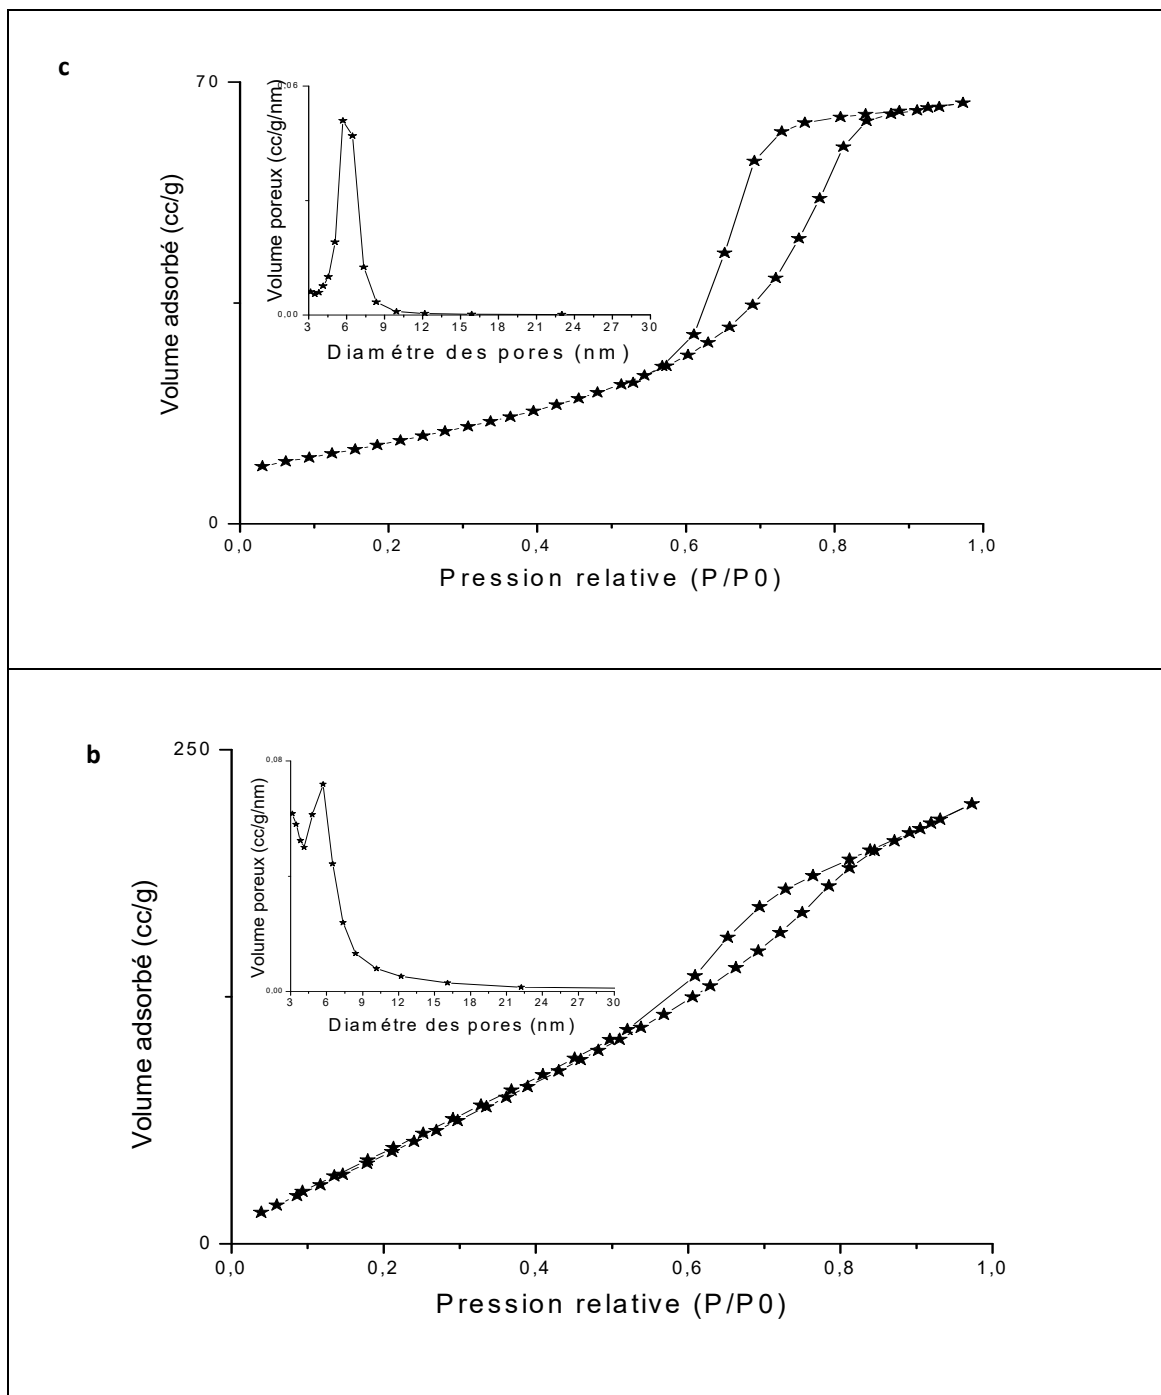 c
70
Volume adsorbé (cc/g)
0
0,0 0,2 0,4 0,6 0,8 1,0
Pression relative (P/P0)
0,06
Volume poreux (cc/g/nm)
0,00
3 6 9 12 15 18 21 24 27 30
Diamétre des pores (nm)
b
250
Volume adsorbé (cc/g)
0
0,0 0,2 0,4 0,6 0,8 1,0
Pression relative (P/P0)
0,08
Volume poreux (cc/g/nm)
0,00
3 6 9 12 15 18 21 24 27 30
Diamétre des pores (nm)